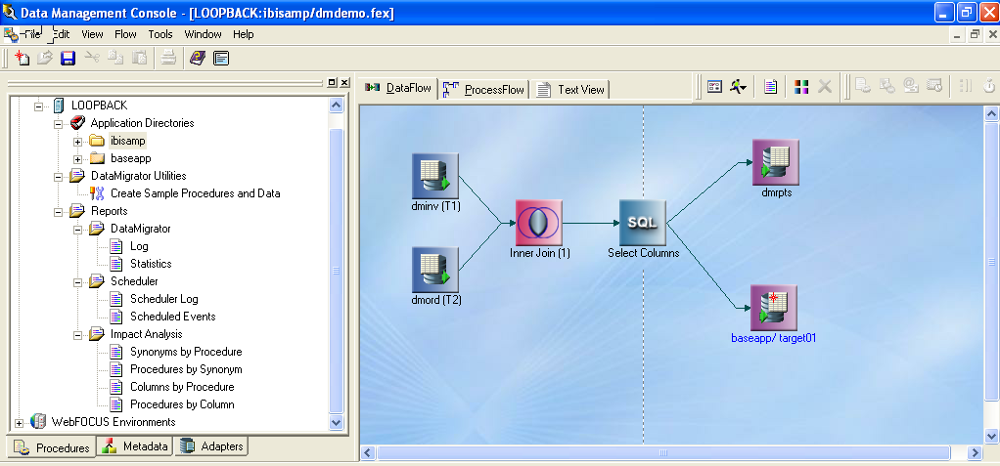 Data Management Console - [LOOPBACK:ibisamp/dmdemo.fex]
File Edit View Flow Tools Window Help
LOOPBACK
Application Directories
ibisamp
baseapp
DataMigrator Utilities
Create Sample Procedures and Data
Reports
DataMigrator
Log
Statistics
Scheduler
Scheduler Log
Scheduled Events
Impact Analysis
Synonyms by Procedure
Procedures by Synonym
Columns by Procedure
Procedures by Column
WebFOCUS Environments
Procedures Metadata Adapters
DataFlow ProcessFlow Text View
dminv (T1)
dmord (T2)
Inner Join (1)
SQL
Select Columns
dmrpts
baseapp/ target01